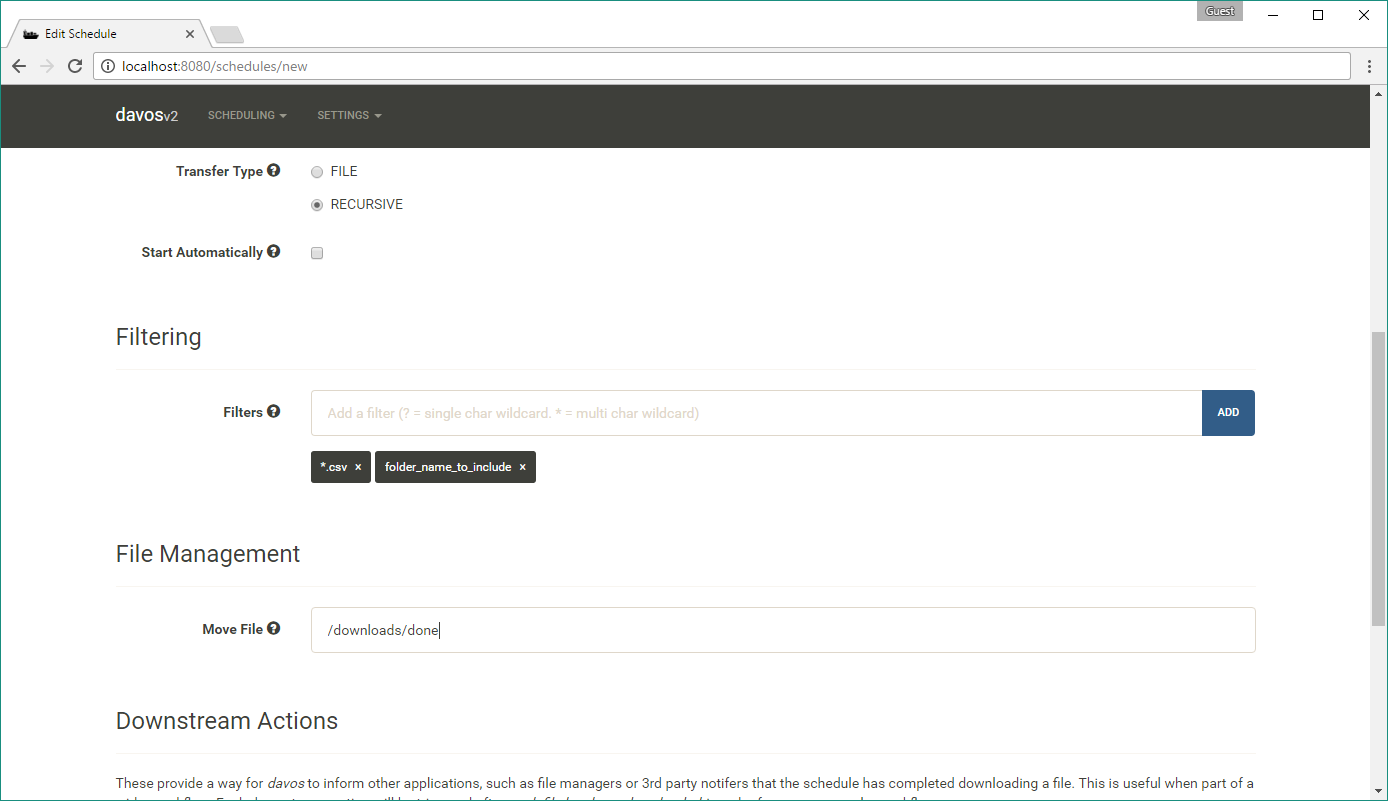 Guest
Edit Schedule
localhost:8080/schedules/new
davosv2 SCHEDULING SETTINGS
Transfer Type FILE
RECURSIVE
Start Automatically
Filtering
Filters Add a filter (? = single char wildcard. * = multi char wildcard) ADD
*.csv × folder_name_to_include ×
File Management
Move File /downloads/done
Downstream Actions
These provide a way for davos to inform other applications, such as file managers or 3rd party notifers that the schedule has completed downloading a file. This is useful when part of a